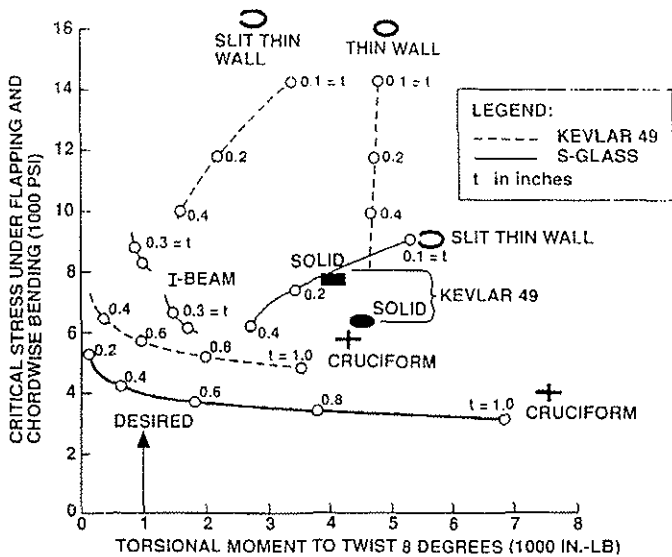 CRITICAL STRESS UNDER FLAPPING AND
CHORDWISE BENDING (1000 PSI)
16
14
12
10
8
6
4
2
0
SLIT THIN
WALL
THIN WALL
0.1 = t
0.2
0.4
0.1 = t
0.2
0.4
LEGEND:
KEVLAR 49
S-GLASS
t in inches
0.3 = t
I-BEAM
0.3 = t
SOLID
0.1 = t
SLIT THIN WALL
0.2
0.4
KEVLAR 49
SOLID
0.4
0.6
0.8
t = 1.0
CRUCIFORM
0.2
0.4
0.6
0.8
t = 1.0
CRUCIFORM
DESIRED
0
1
2
3
4
5
6
7
8
TORSIONAL MOMENT TO TWIST 8 DEGREES (1000 IN.-LB)